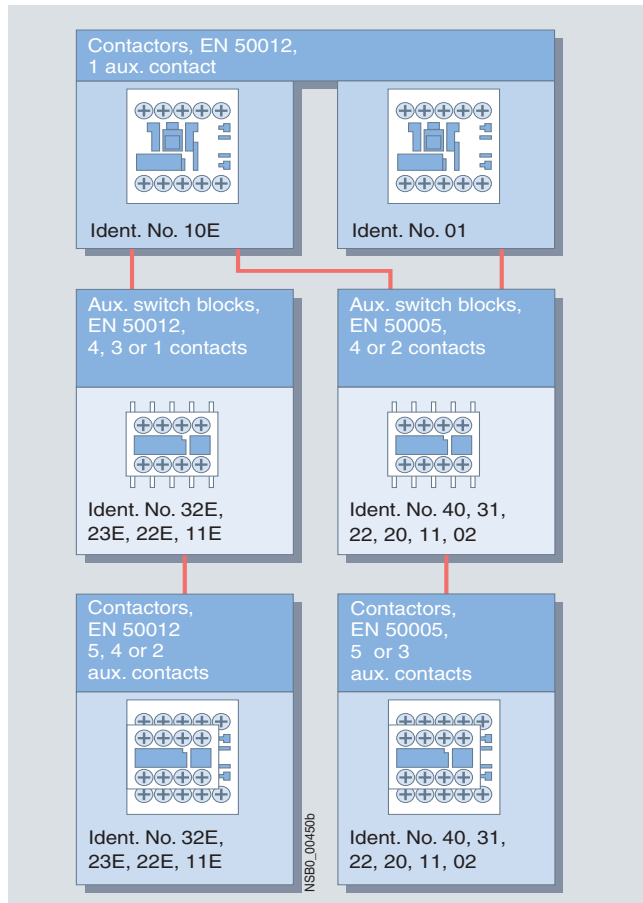 Contactors, EN 50012,
1 aux. contact
Ident. No. 10E
Ident. No. 01
Aux. switch blocks,
EN 50012,
4, 3 or 1 contacts
Ident. No. 32E,
23E, 22E, 11E
Aux. switch blocks,
EN 50005,
4 or 2 contacts
Ident. No. 40, 31,
22, 20, 11, 02
Contactors,
EN 50012
5, 4 or 2
aux. contacts
Ident. No. 32E,
23E, 22E, 11E
Contactors,
EN 50005,
5 or 3
aux. contacts
Ident. No. 40, 31,
22, 20, 11, 02
NSB0_00450b